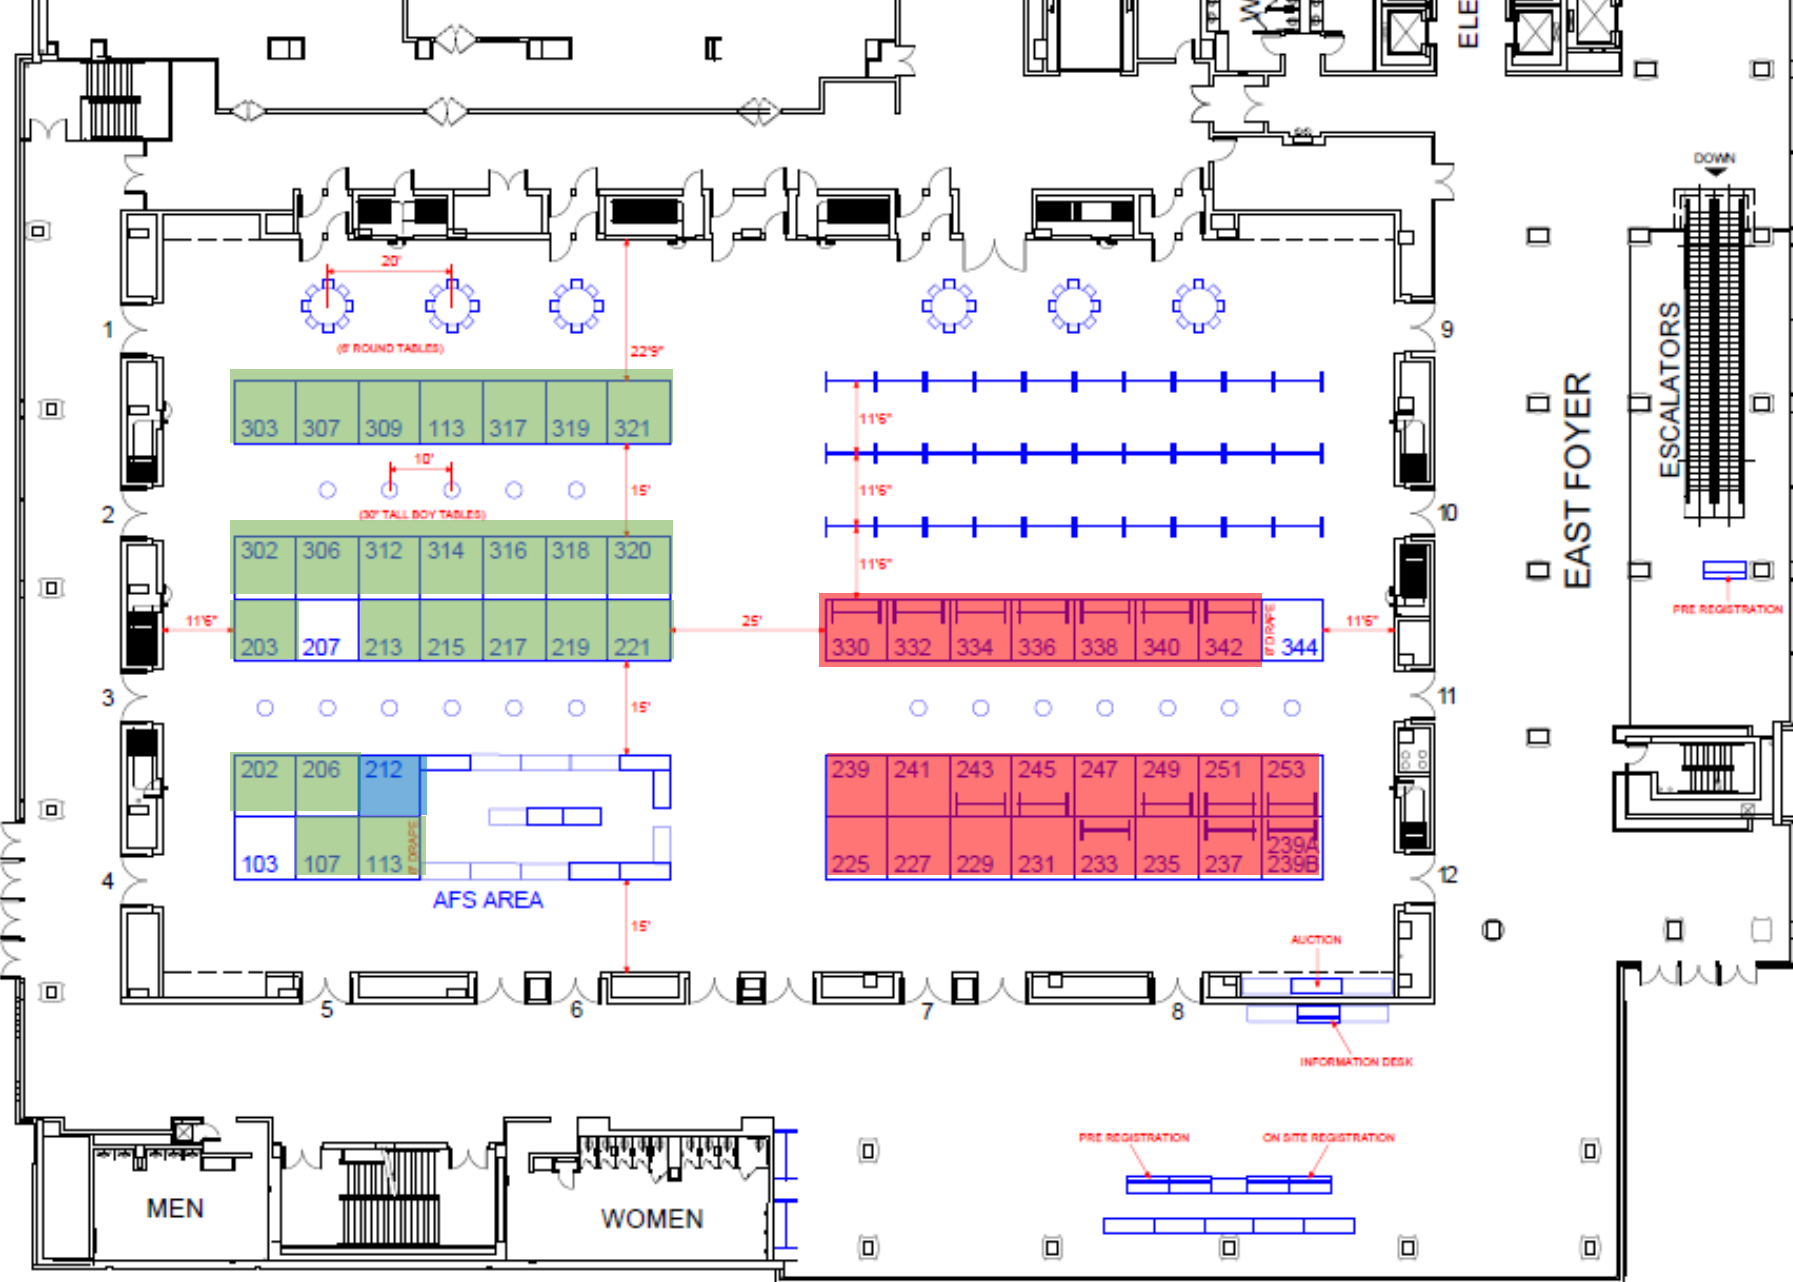 W
ELE
DOWN
20'
1
9
(6' ROUND TABLES)
22'9"
ESCALATORS
EAST FOYER
303 307 309 113 317 319 321
11'6"
10'
15'
11'6"
2
10
(30" TALL BOY TABLES)
302 306 312 314 316 318 320
11'6"
PRE REGISTRATION
11'6"
25'
11'6"
203 207 213 215 217 219 221
330 332 334 336 338 340 342 8' DRAPE 344
3
15'
11
202 206 212
239 241 243 245 247 249 251 253
103 107 113 8' DRAPE
239A
225 227 229 231 233 235 237 239B
4
12
AFS AREA
15'
AUCTION
5
6
7
8
INFORMATION DESK
PRE REGISTRATION
ON SITE REGISTRATION
MEN
WOMEN